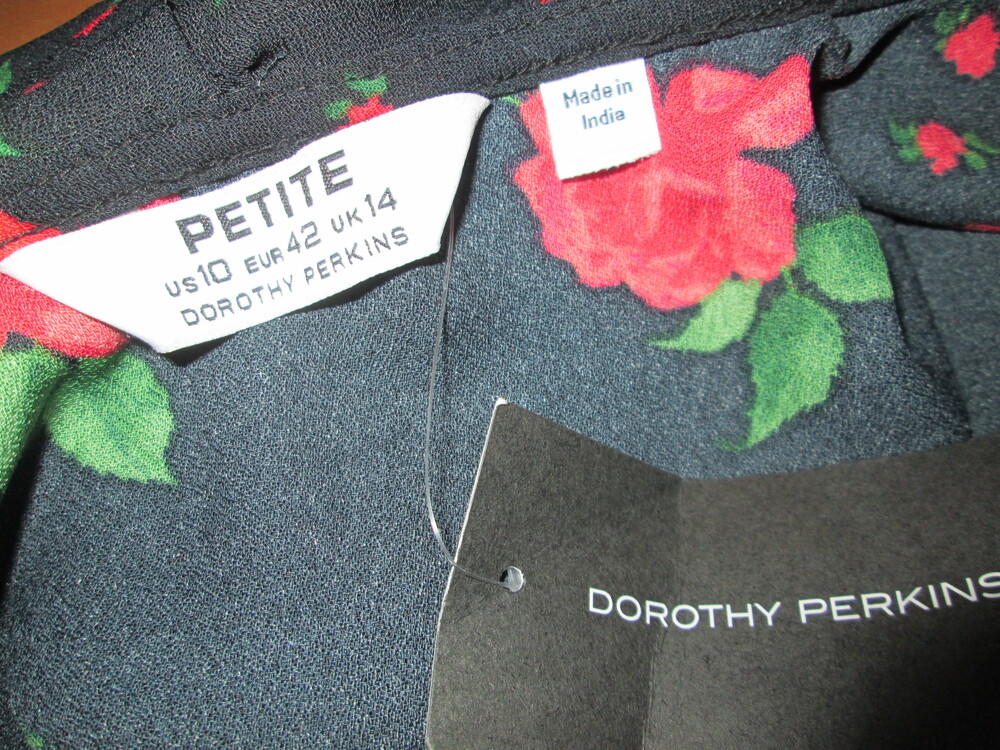 PETITE
US10 EUR42 UK14
DOROTHY PERKINS
Made in
India
DOROTHY PERKINS